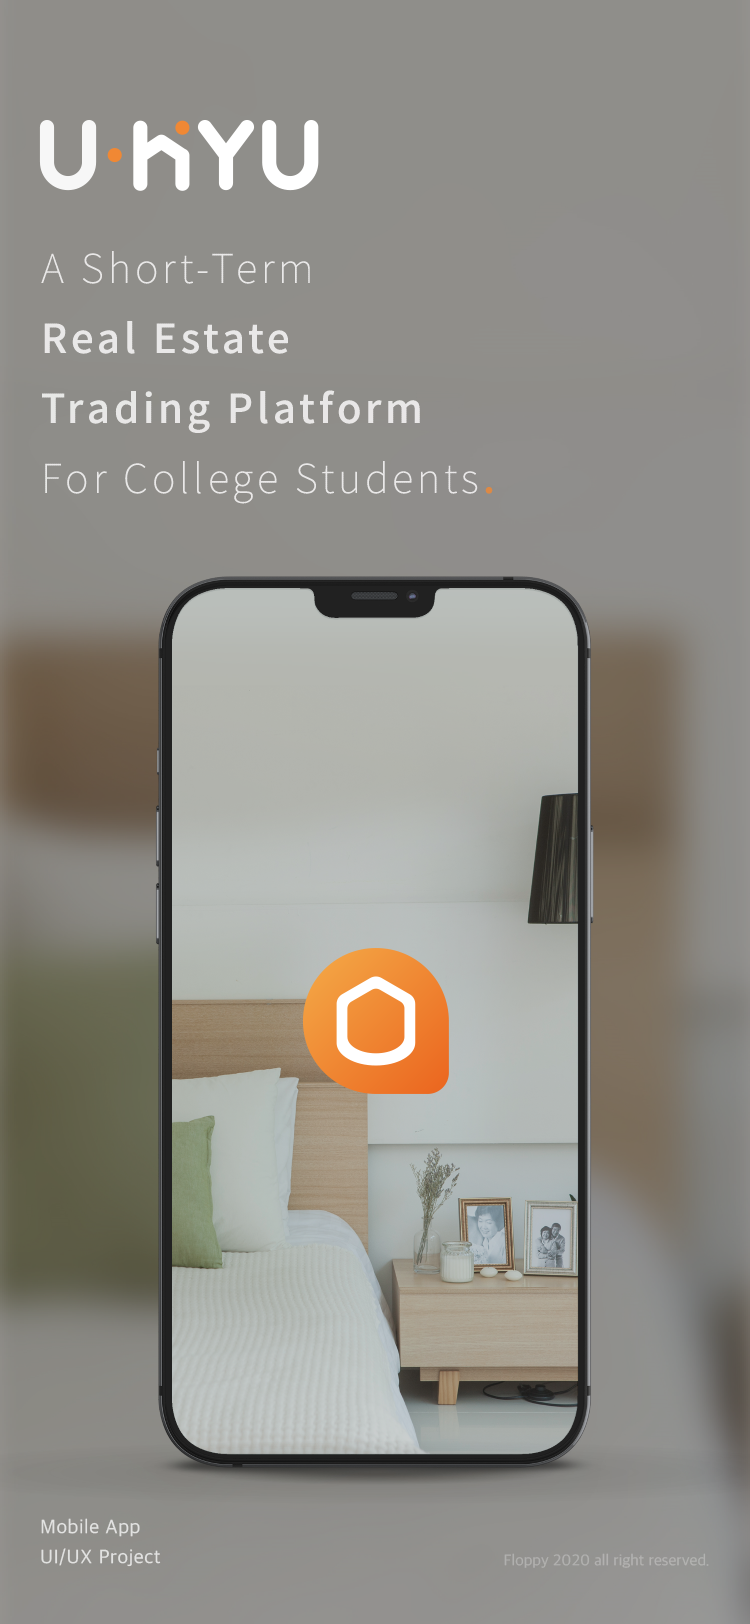 U·hYU
A Short-Term
Real Estate
Trading Platform
For College Students.
Mobile App
UI/UX Project
Floppy 2020 all right reserved.